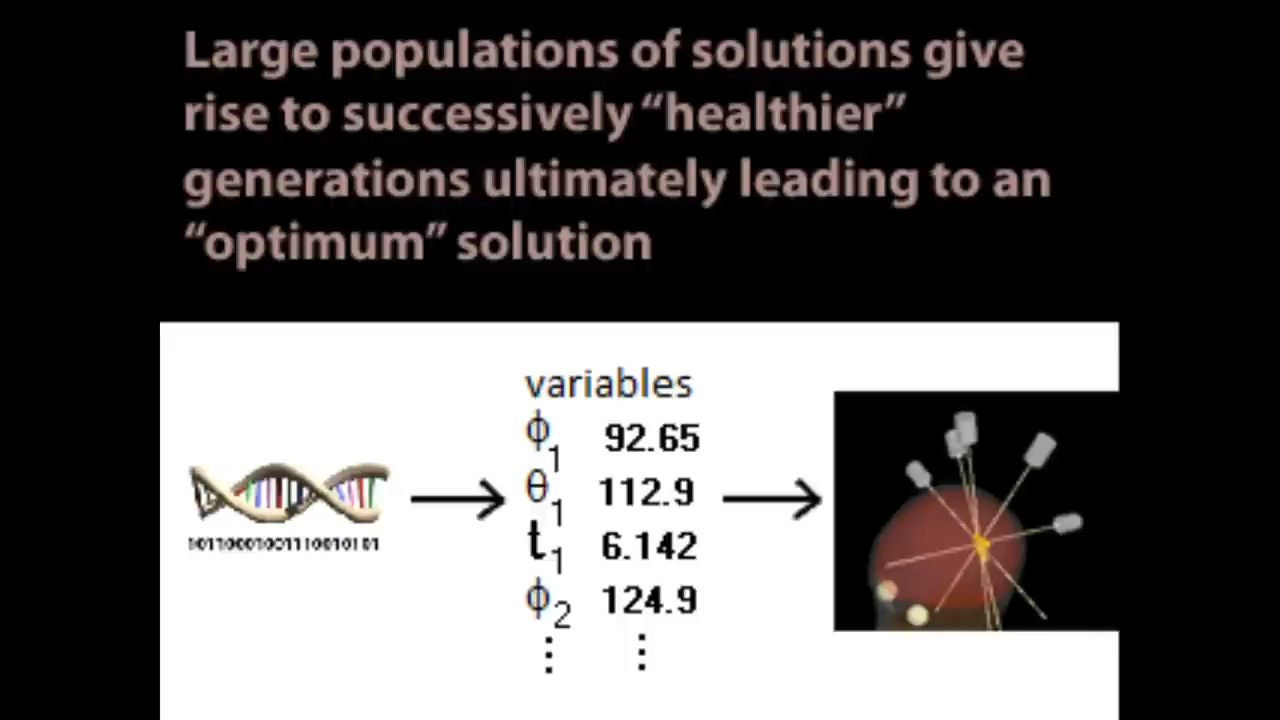 Large populations of solutions give
rise to successively “healthier”
generations ultimately leading to an
“optimum” solution
variables
ϕ1 92.65
θ1 112.9
t1 6.142
ϕ2 124.9
⋮ ⋮